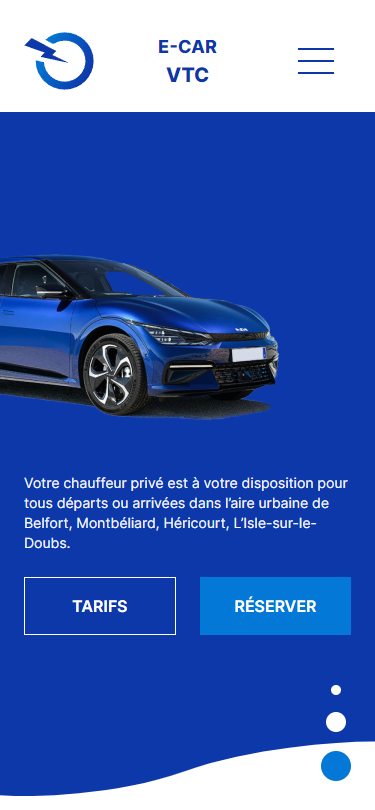 E-CAR
VTC
Votre chauffeur privé est à votre disposition pour
tous départs ou arrivées dans l'aire urbaine de
Belfort, Montbéliard, Héricourt, L'Isle-sur-le-
Doubs.
TARIFS
RÉSERVER